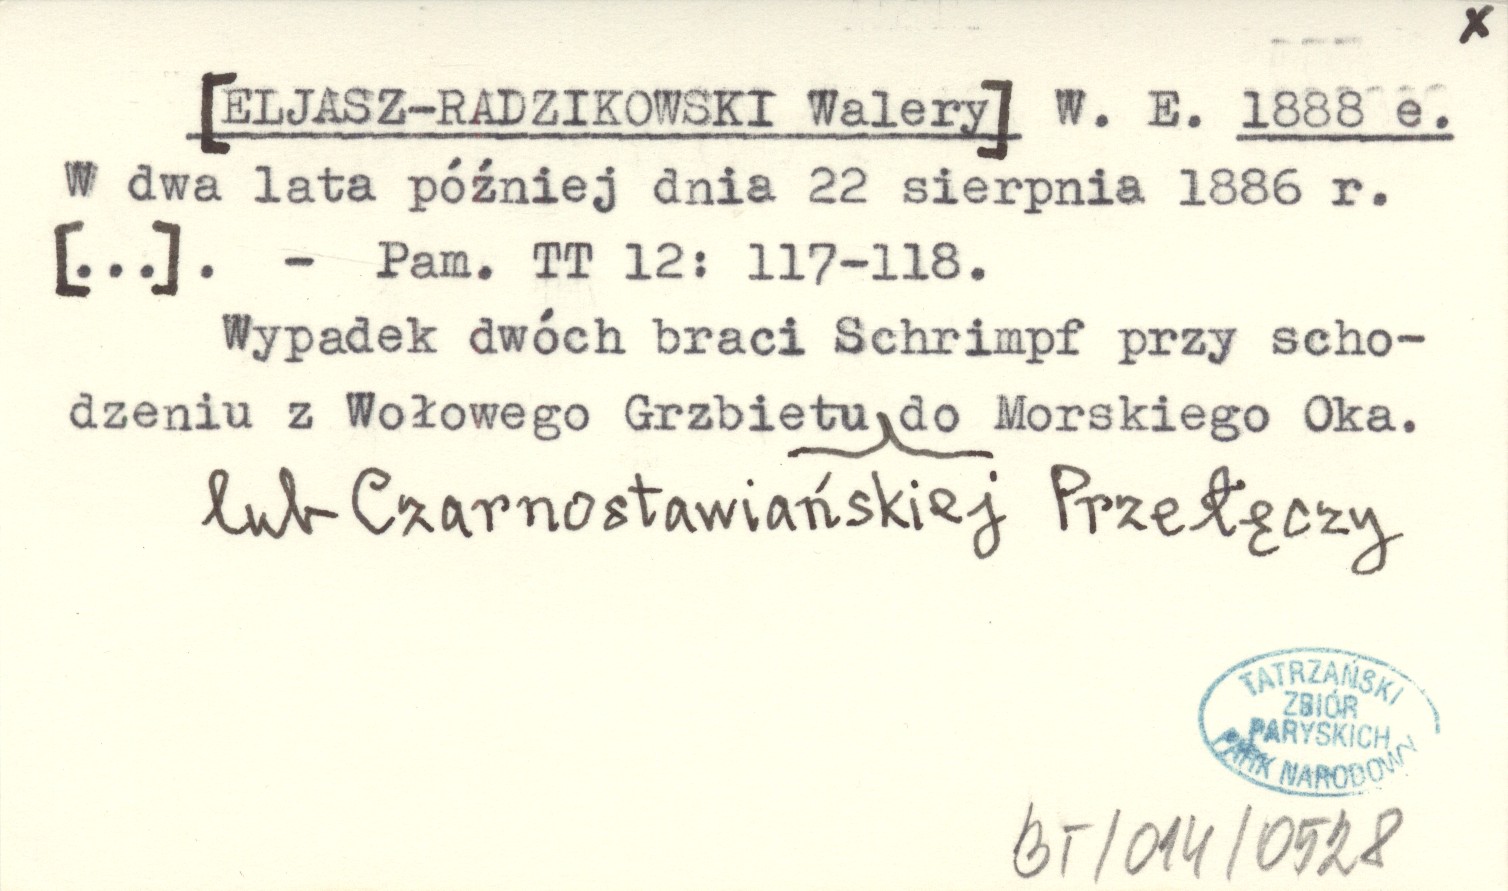 x
[ELJASZ-RADZIKOWSKI Walery] W. E. 1888 e.
W dwa lata później dnia 22 sierpnia 1886 r.
[...]. - Pam. TT 12: 117-118.
Wypadek dwóch braci Schrimpf przy scho-
dzeniu z Wołowego Grzbietu do Morskiego Oka.
lub Czarnostawiańskiej Przełęczy
TATRZAŃSKI
ZBIÓR
PARYSKICH
PARK NARODOWY
BT/014/0528